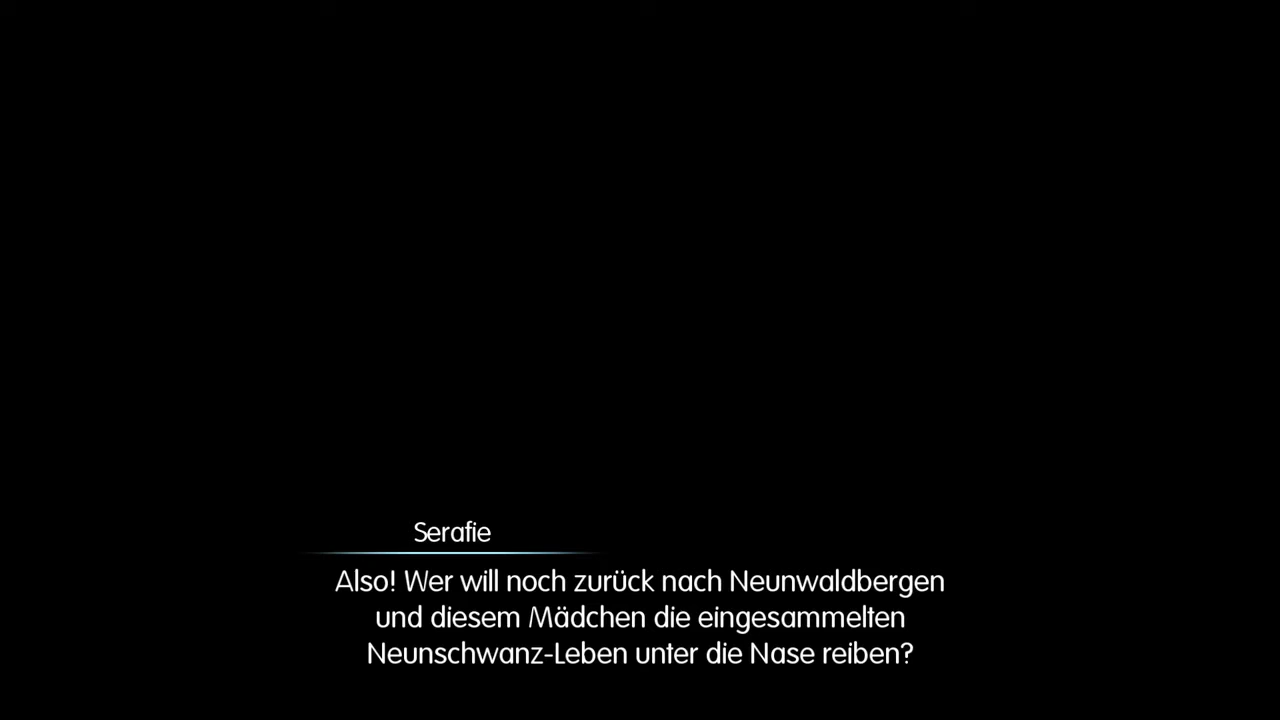 Serafie
Also! Wer will noch zurück nach Neunwaldbergen
und diesem Mädchen die eingesammelten
Neunschwanz-Leben unter die Nase reiben?